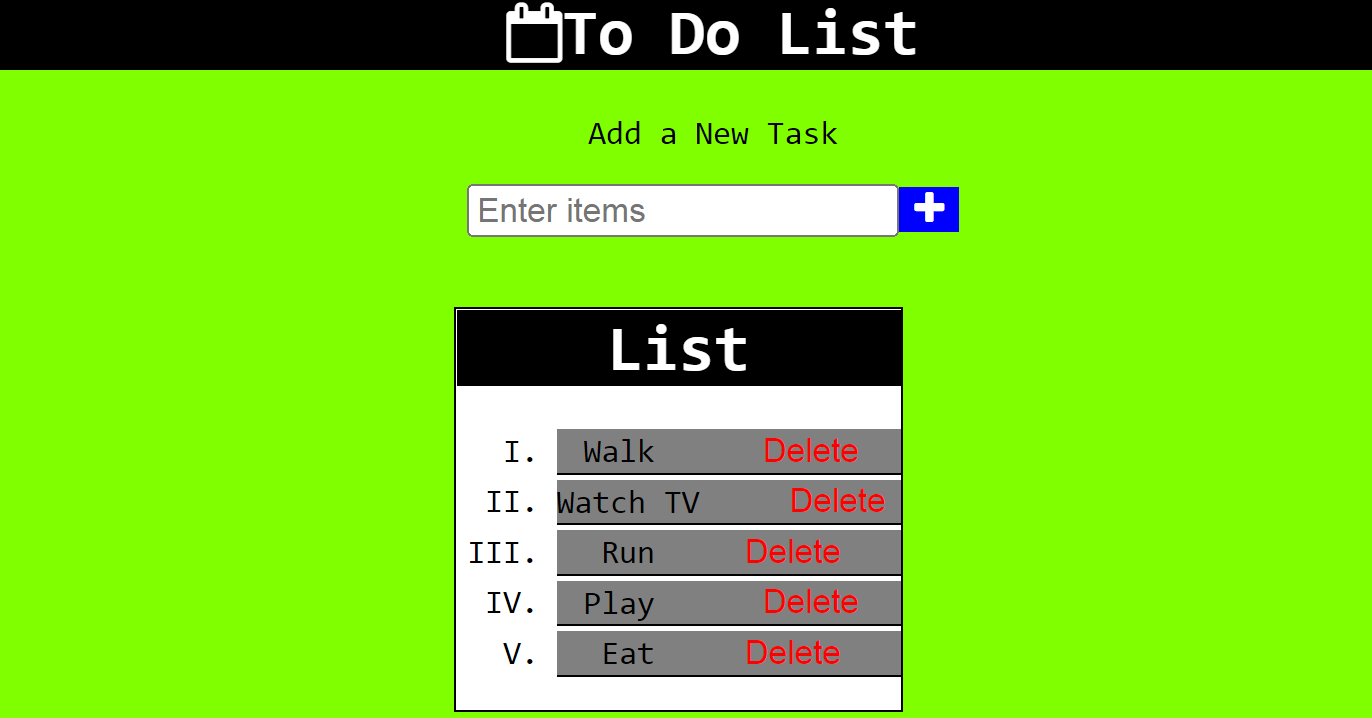 To Do List
Add a New Task
Enter items
List
I. Walk Delete
II. Watch TV Delete
III. Run Delete
IV. Play Delete
V. Eat Delete